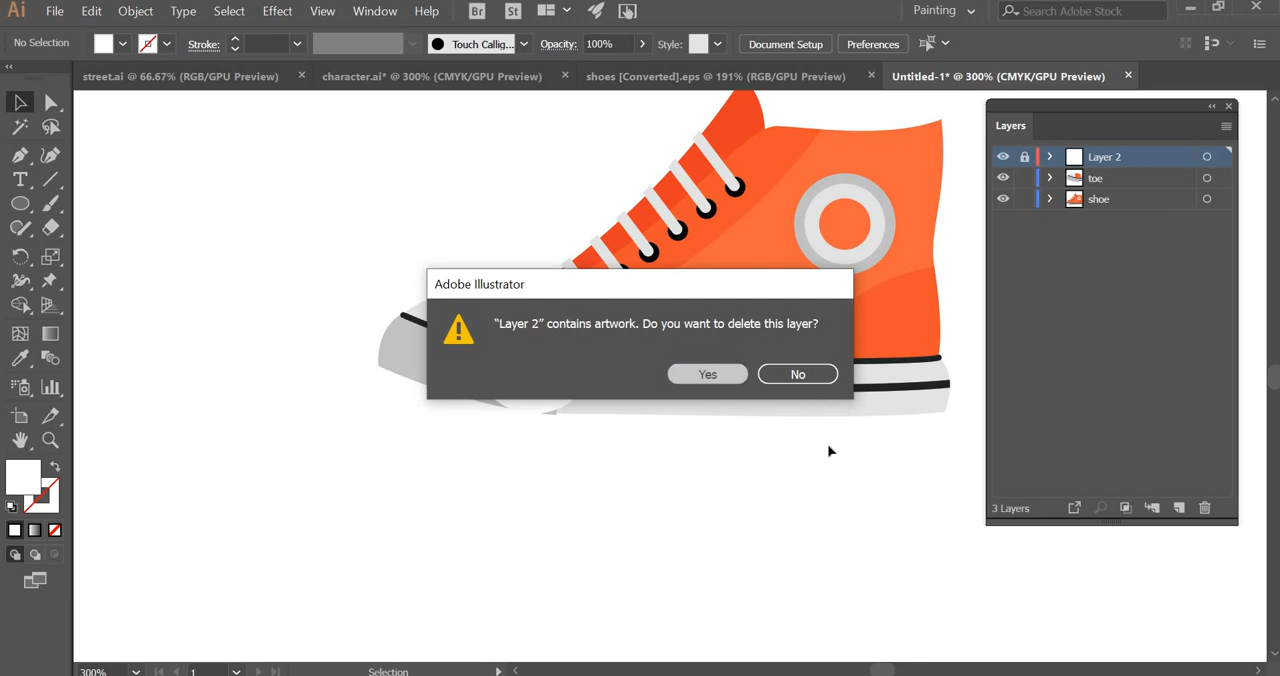 Ai File Edit Object Type Select Effect View Window Help Br St Painting Search Adobe Stock
No Selection Stroke: Touch Callig... Opacity: 100% Style: Document Setup Preferences
street.ai @ 66.67% (RGB/GPU Preview) character.ai* @ 300% (CMYK/GPU Preview) shoes [Converted].eps @ 191% (RGB/GPU Preview) Untitled-1* @ 300% (CMYK/GPU Preview)
Layers
Layer 2
toe
shoe
Adobe Illustrator
“Layer 2” contains artwork. Do you want to delete this layer?
Yes No
3 Layers
300% 1 Selection